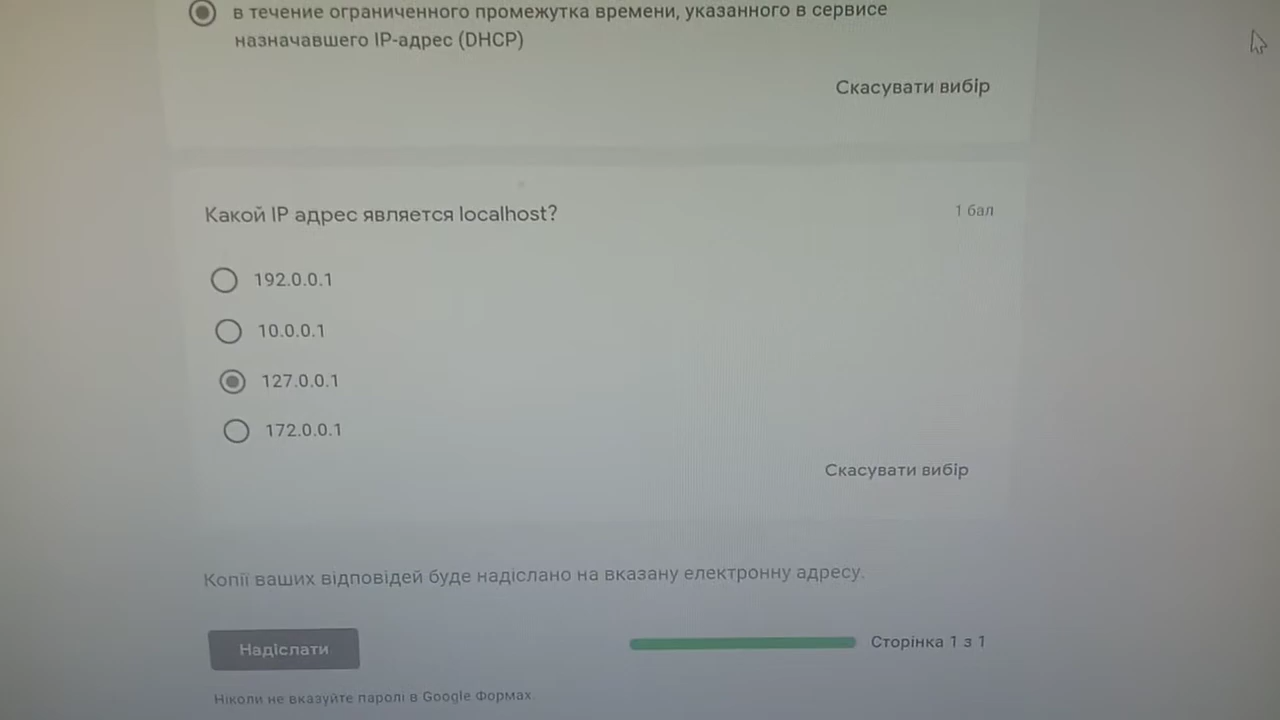 в течение ограниченного промежутка времени, указанного в сервисе
назначавшего IP-адрес (DHCP)
Скасувати вибір
Какой IP адрес является localhost?
1 бал
192.0.0.1
10.0.0.1
127.0.0.1
172.0.0.1
Скасувати вибір
Копії ваших відповідей буде надіслано на вказану електронну адресу.
Надіслати
Сторінка 1 з 1
Ніколи не вказуйте паролі в Google Формах.